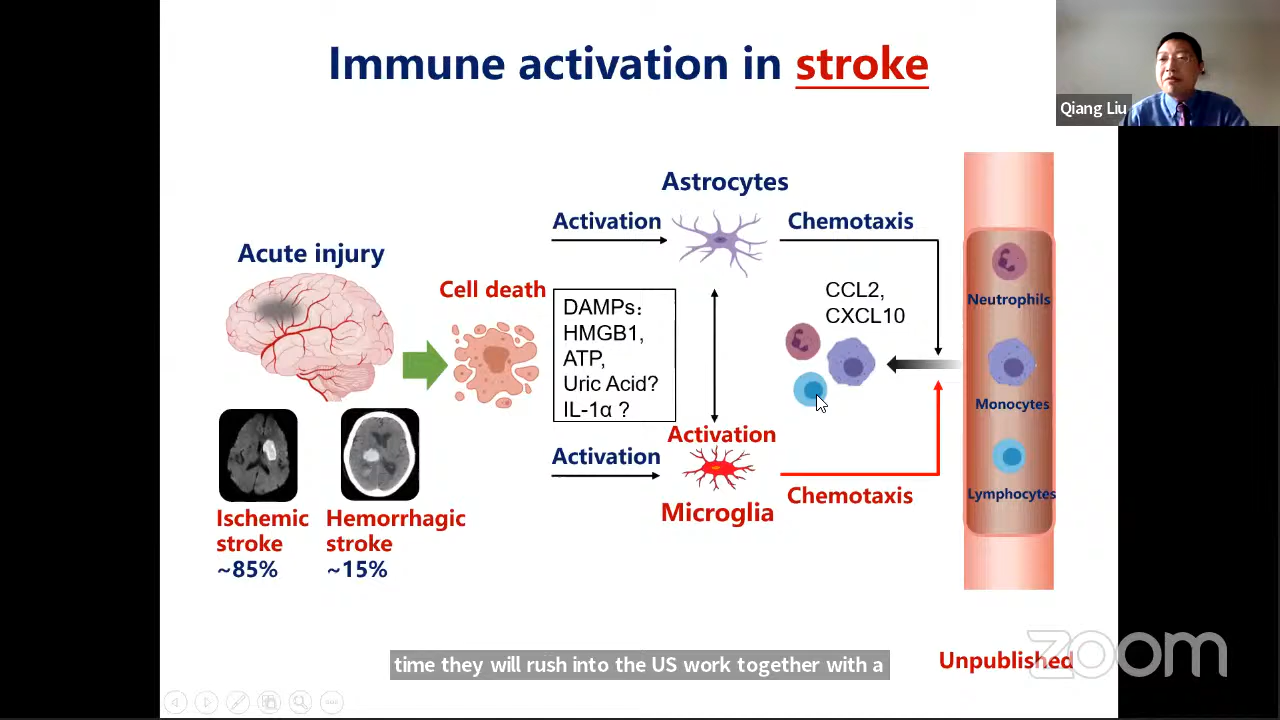 Immune activation in stroke
Qiang Liu
Astrocytes
Activation
Chemotaxis
Acute injury
Cell death
DAMPs:
HMGB1,
ATP,
Uric Acid?
IL-1α ?
CCL2,
CXCL10
Neutrophils
Monocytes
Lymphocytes
Activation
Activation
Microglia
Chemotaxis
Ischemic
stroke
~85%
Hemorrhagic
stroke
~15%
time they will rush into the US work together with a
Unpublished
zoom